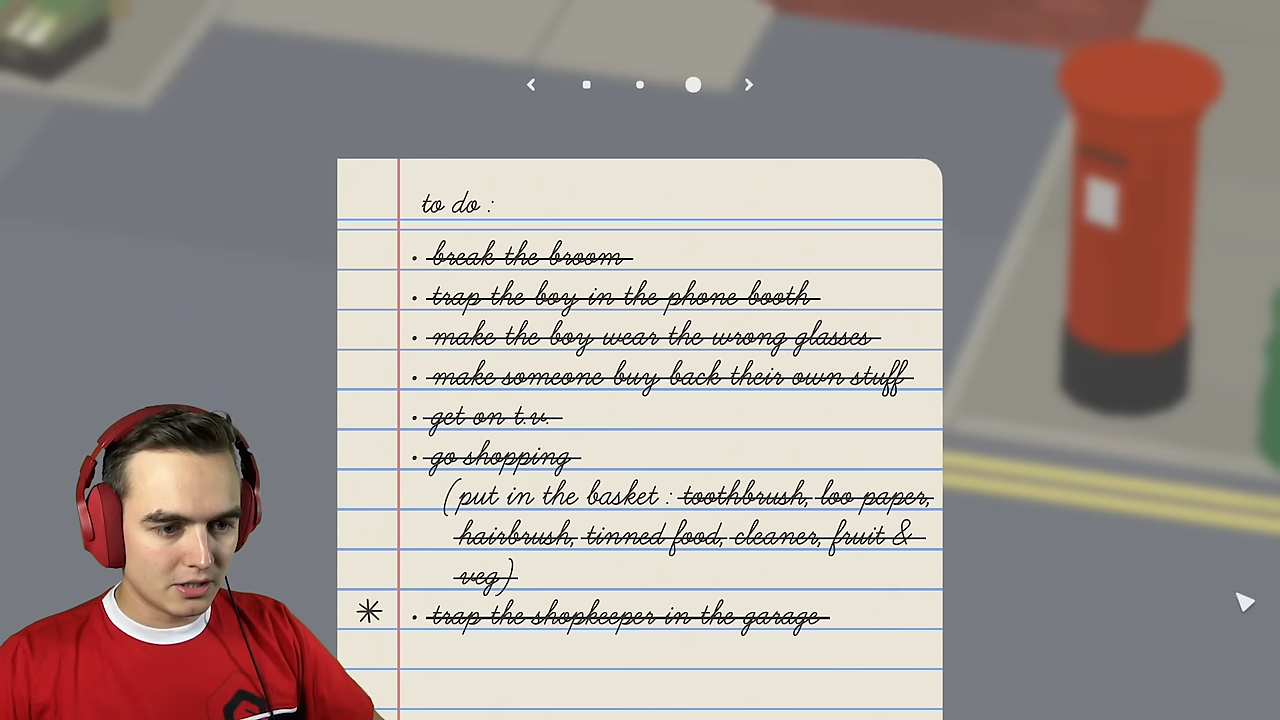 to do :
• break the broom
• trap the boy in the phone booth
• make the boy wear the wrong glasses
• make someone buy back their own stuff
• get on t.v.
• go shopping
(put in the basket : toothbrush, loo paper,
hairbrush, tinned food, cleaner, fruit &
veg)
• trap the shopkeeper in the garage